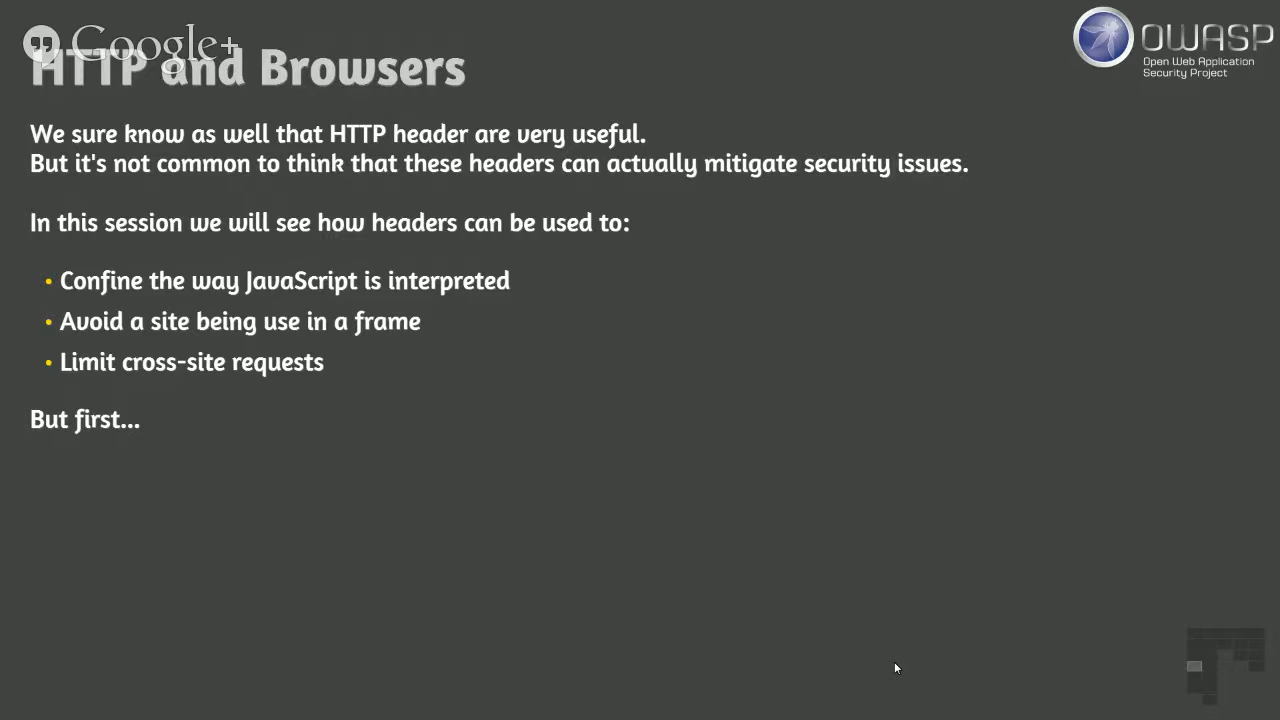 Google+
HTTP and Browsers
OWASP
Open Web Application
Security Project
We sure know as well that HTTP header are very useful.
But it's not common to think that these headers can actually mitigate security issues.
In this session we will see how headers can be used to:
• Confine the way JavaScript is interpreted
• Avoid a site being use in a frame
• Limit cross-site requests
But first...